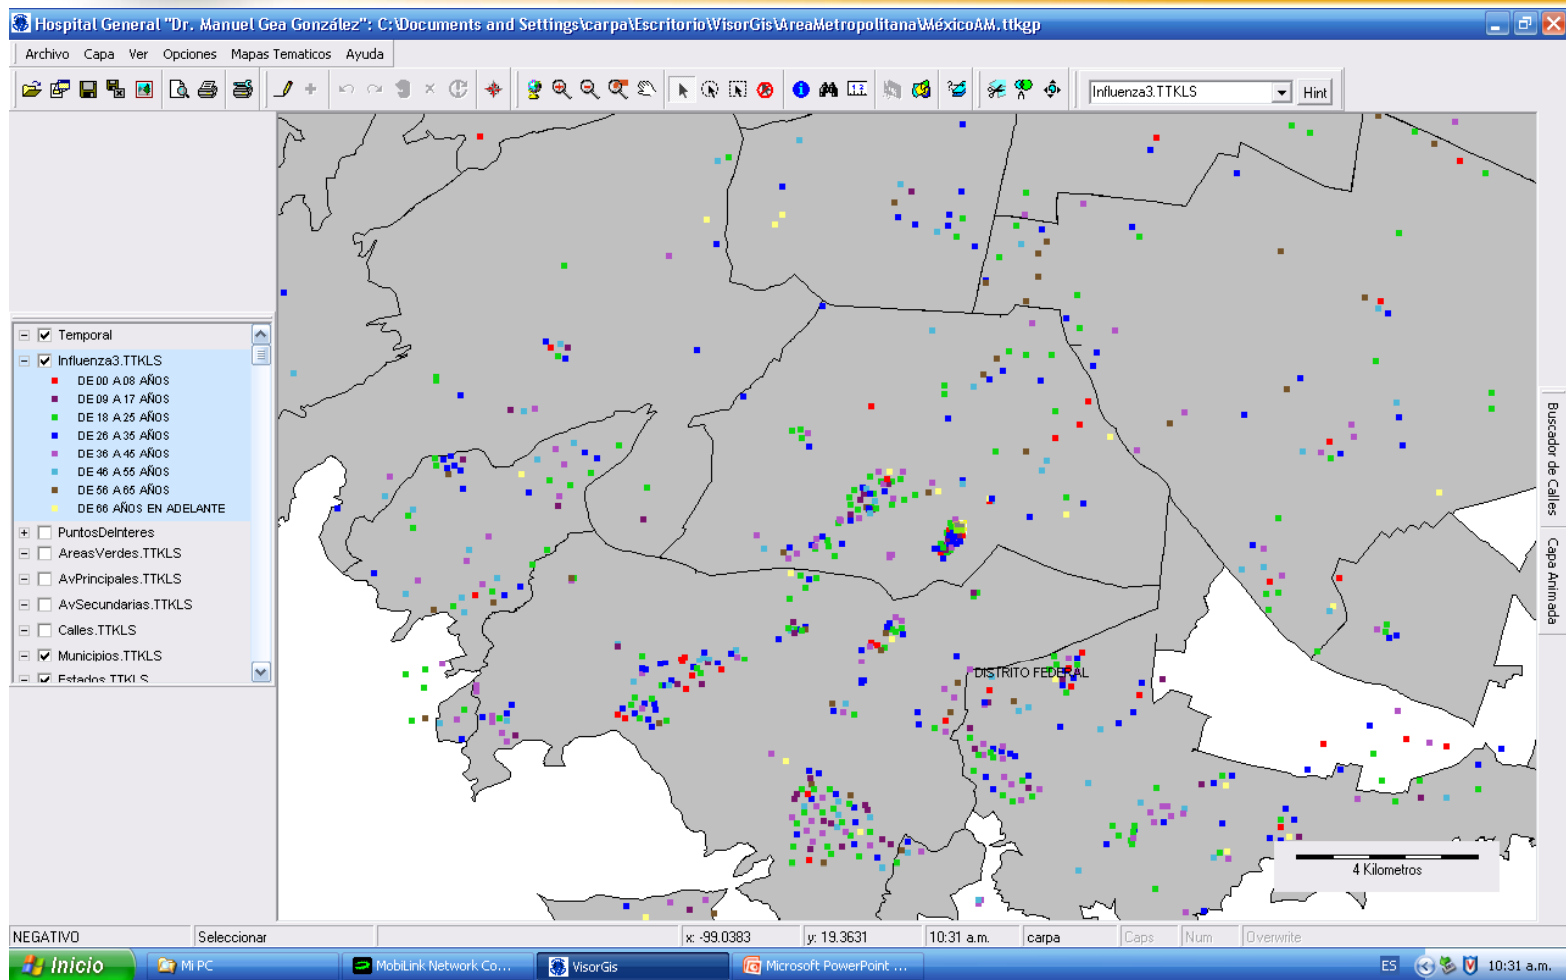 Hospital General "Dr. Manuel Gea González": C:\Documents and Settings\carpa\Escritorio\VisorGis\AreaMetropolitana\MéxicoAM.ttkgp
Archivo Capa Ver Opciones Mapas Tematicos Ayuda
Influenza3.TTKLS Hint
Temporal
Influenza3.TTKLS
DE 00 A 08 AÑOS
DE 09 A 17 AÑOS
DE 18 A 25 AÑOS
DE 26 A 35 AÑOS
DE 36 A 45 AÑOS
DE 46 A 55 AÑOS
DE 56 A 65 AÑOS
DE 66 AÑOS EN ADELANTE
PuntosDeInteres
AreasVerdes.TTKLS
AvPrincipales.TTKLS
AvSecundarias.TTKLS
Calles.TTKLS
Municipios.TTKLS
Estados.TTKLS
DISTRITO FEDERAL
4 Kilometros
Buscador de Calles
Capa Animada
NEGATIVO Seleccionar x: -99.0383 y: 19.3631 10:31 a.m. carpa Caps Num Overwrite
Inicio Mi PC MobiLink Network Co... VisorGis Microsoft PowerPoint ... ES 10:31 a.m.